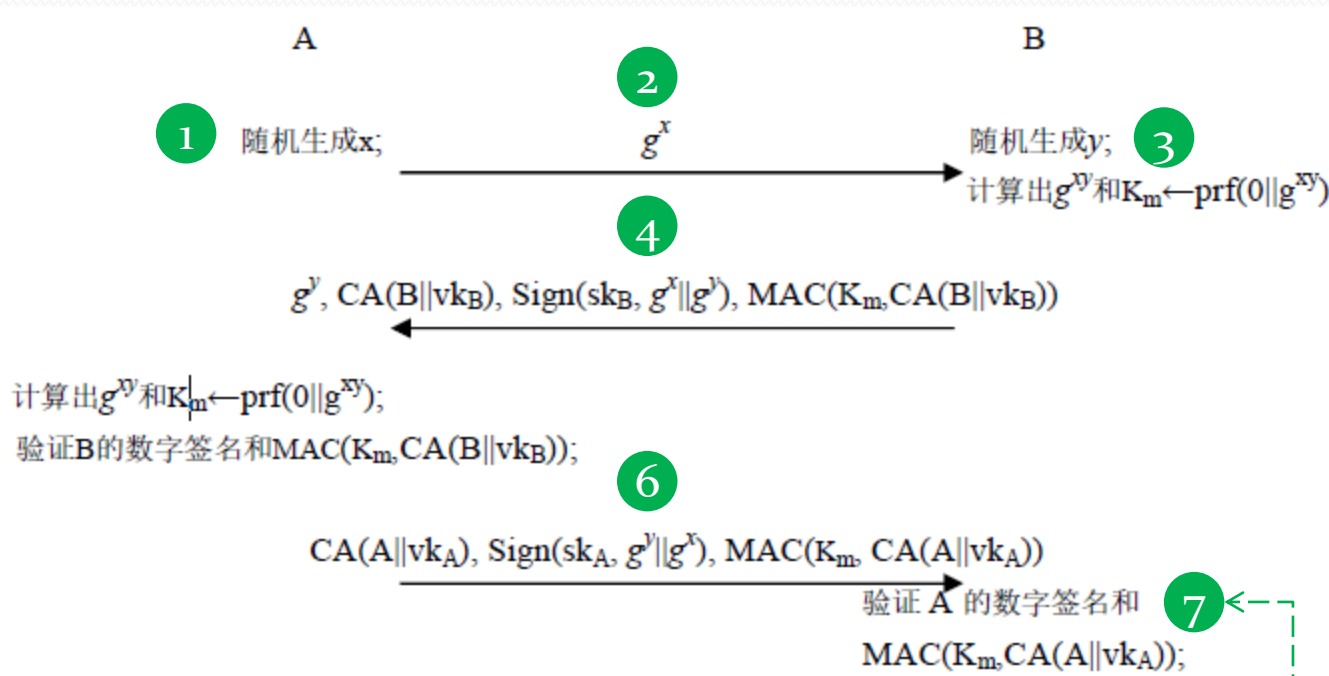 A B
2
1 随机生成x; g^x 随机生成y; 3
计算出g^xy和K_m←prf(0||g^xy)
4
g^y, CA(B||vk_B), Sign(sk_B, g^x||g^y), MAC(K_m,CA(B||vk_B))
计算出g^xy和K_m←prf(0||g^xy);
验证B的数字签名和MAC(K_m,CA(B||vk_B));
6
CA(A||vk_A), Sign(sk_A, g^y||g^x), MAC(K_m, CA(A||vk_A))
验证 A 的数字签名和 7
MAC(K_m,CA(A||vk_A));